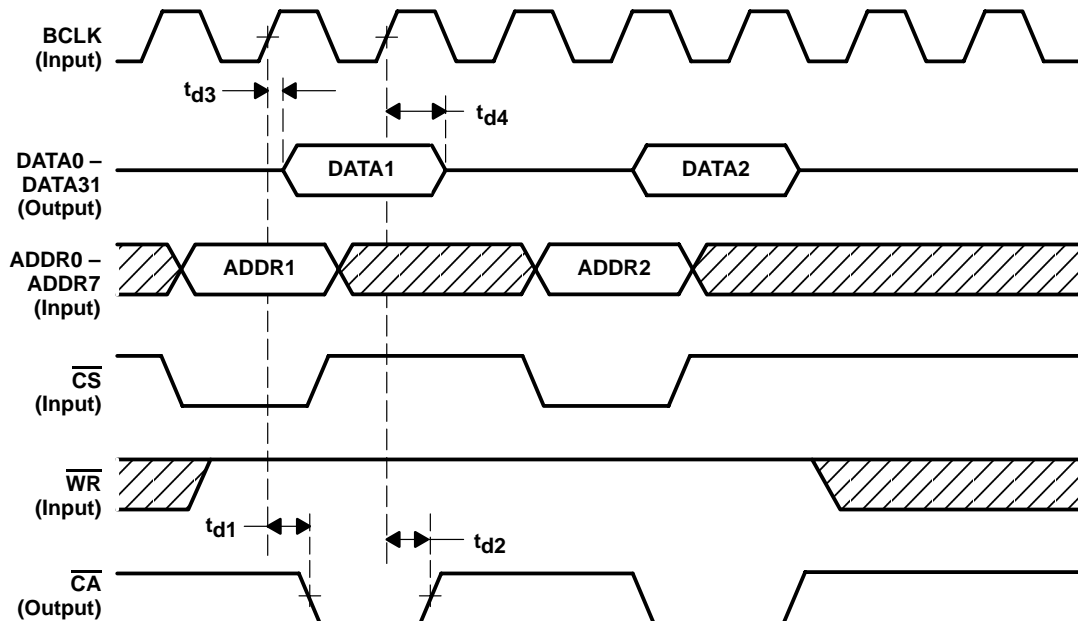 BCLK
(Input)
td3
td4
DATA0 –
DATA31
(Output)
DATA1
DATA2
ADDR0 –
ADDR7
(Input)
ADDR1
ADDR2
CS
(Input)
WR
(Input)
td1
td2
CA
(Output)